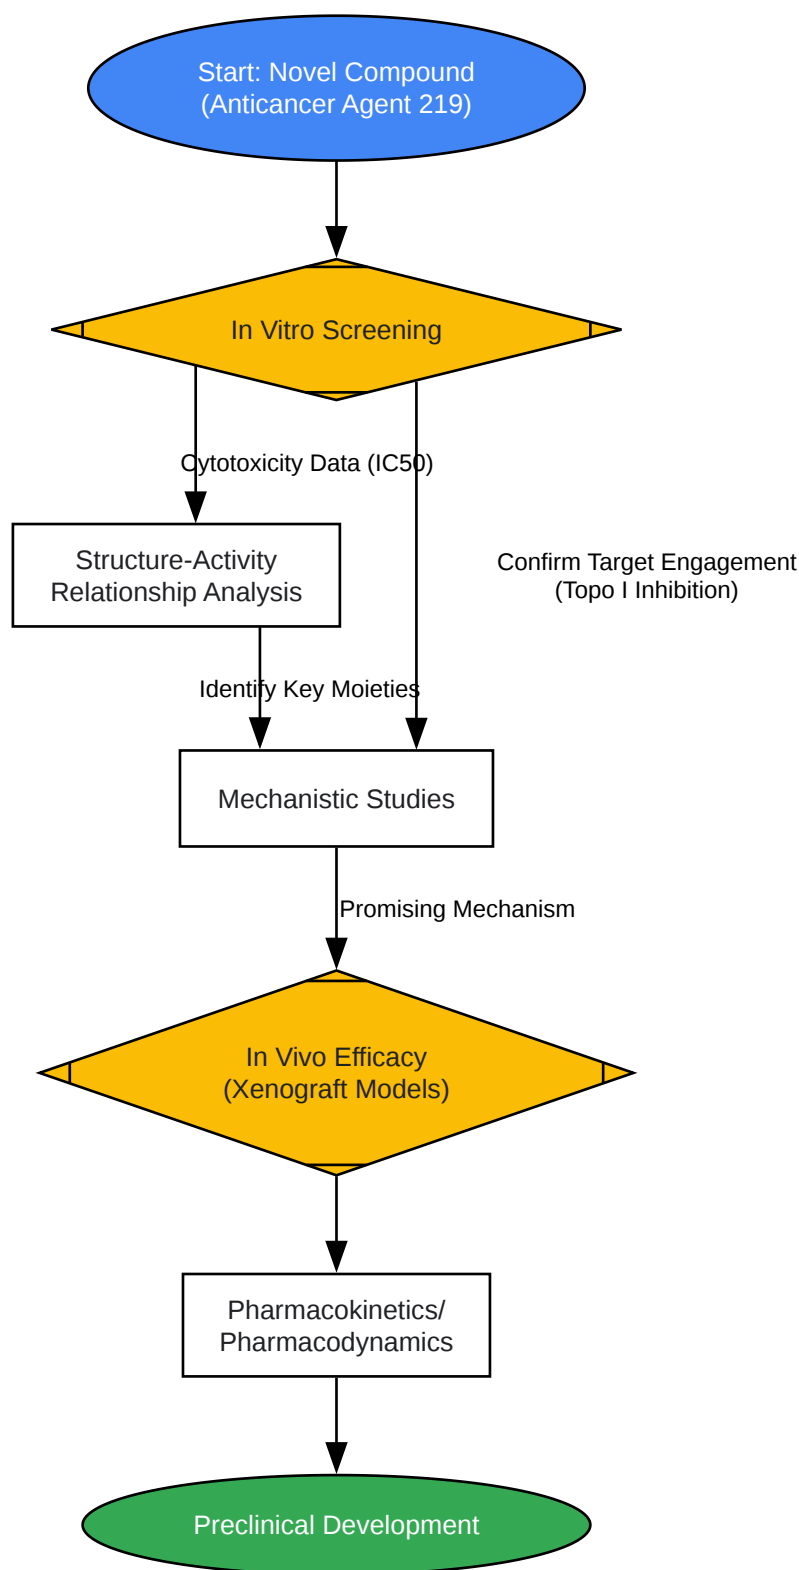 Start: Novel Compound
(Anticancer Agent 219)
In Vitro Screening
Cytotoxicity Data (IC50)
Structure-Activity
Relationship Analysis
Confirm Target Engagement
(Topo I Inhibition)
Identify Key Moieties
Mechanistic Studies
Promising Mechanism
In Vivo Efficacy
(Xenograft Models)
Pharmacokinetics/
Pharmacodynamics
Preclinical Development